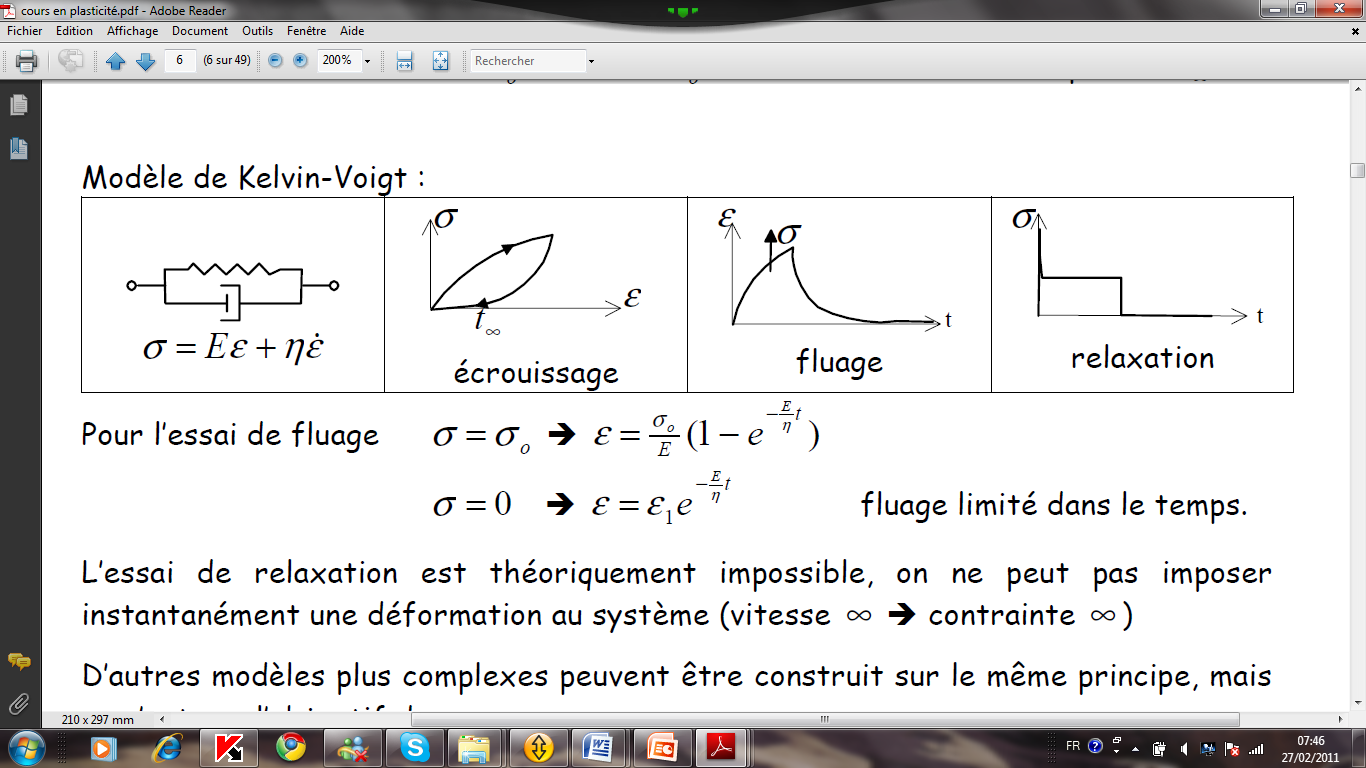 cours en plasticité.pdf - Adobe Reader
Fichier Edition Affichage Document Outils Fenêtre Aide
6 (6 sur 49) 200% Rechercher
Modèle de Kelvin-Voigt :
σ ε σ σ
ε
t∞ t t
σ = Eε + ηε̇
écrouissage fluage relaxation
Pour l'essai de fluage σ = σo ➔ ε = σo/E (1 − e^(−E/η t))
σ = 0 ➔ ε = ε₁e^(−E/η t) fluage limité dans le temps.
L'essai de relaxation est théoriquement impossible, on ne peut pas imposer
instantanément une déformation au système (vitesse ∞ ➔ contrainte ∞)
D'autres modèles plus complexes peuvent être construit sur le même principe, mais
210 x 297 mm
FR 07:46
27/02/2011